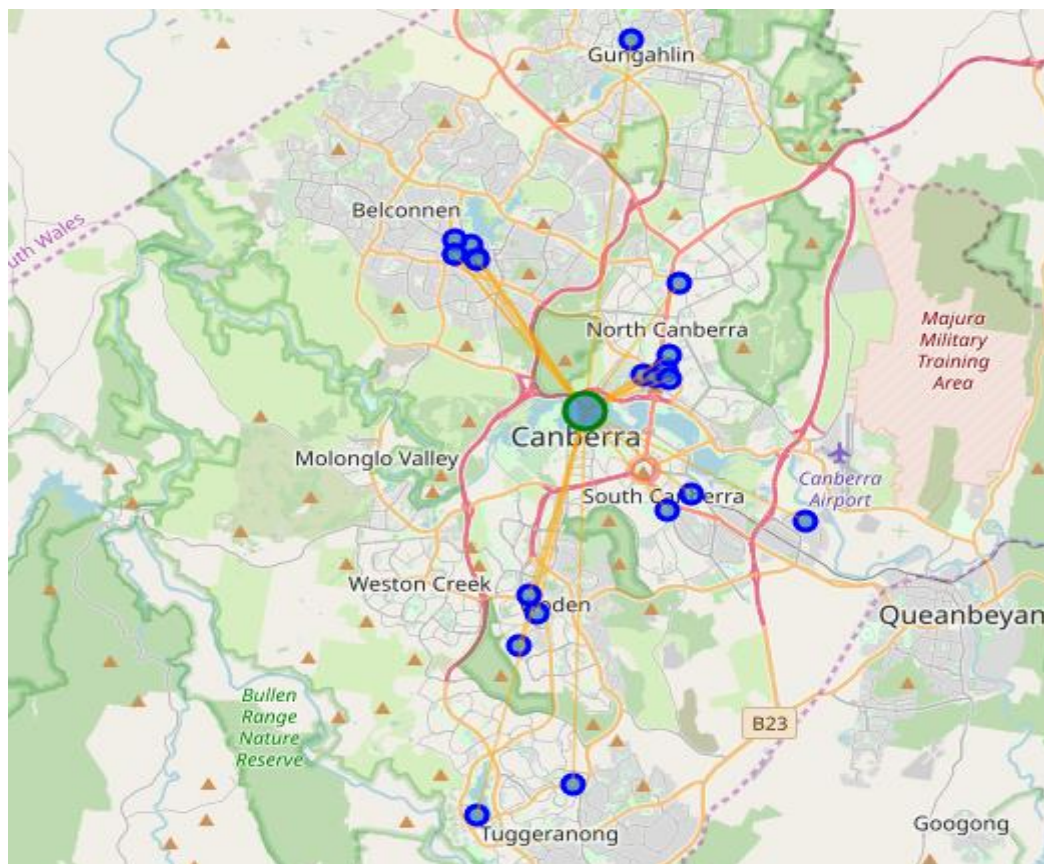 Gungahlin
Belconnen
uth Wales
North Canberra
Majura
Military
Training
Area
Canberra
Molonglo Valley
Canberra
Airport
South Canberra
Weston Creek
oden
Queanbeyan
Bullen
Range
Nature
Reserve
B23
Tuggeranong
Googong